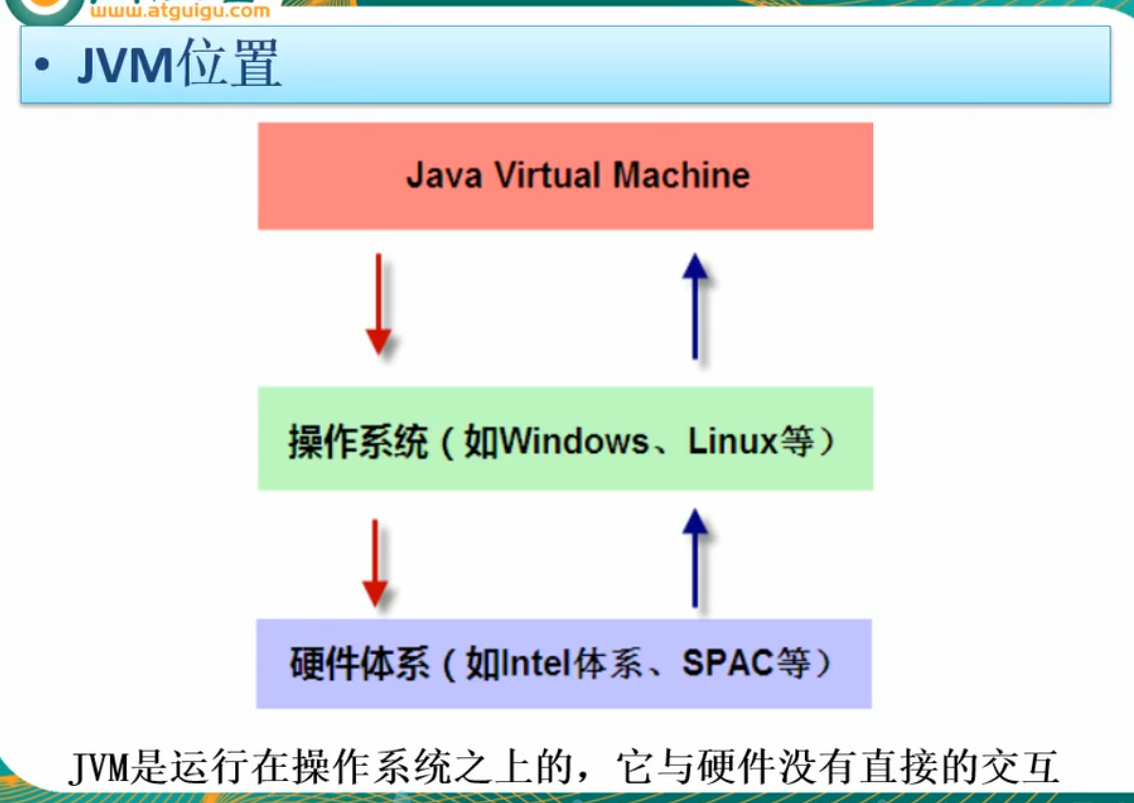 www.atguigu.com
• JVM位置
Java Virtual Machine
操作系统（如Windows、Linux等）
硬件体系（如Intel体系、SPAC等）
JVM是运行在操作系统之上的，它与硬件没有直接的交互